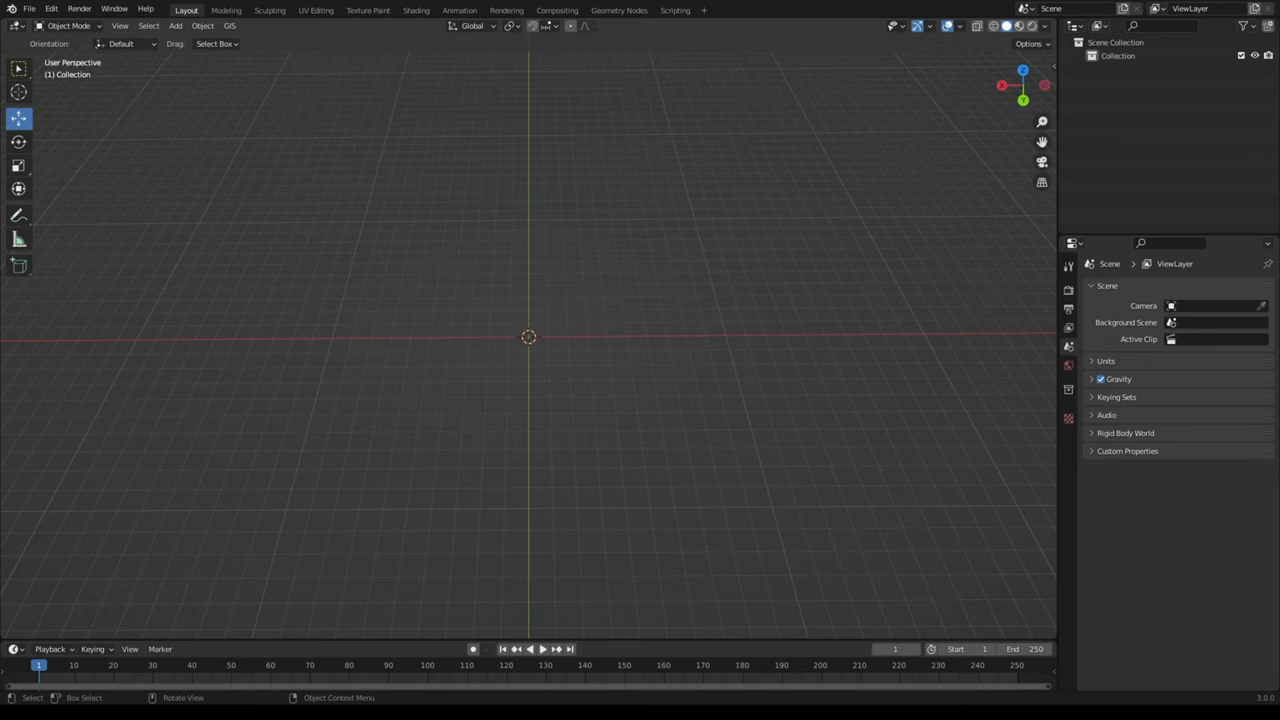 File Edit Render Window Help Layout Modeling Sculpting UV Editing Texture Paint Shading Animation Rendering Compositing Geometry Nodes Scripting + Scene ViewLayer
Object Mode View Select Add Object GIS Global
Orientation: Default Drag: Select Box Options
User Perspective
(1) Collection
Z
X
Y
Scene Collection
Collection
Scene ViewLayer
Scene
Camera
Background Scene
Active Clip
Units
Gravity
Keying Sets
Audio
Rigid Body World
Custom Properties
Playback Keying View Marker 1 Start 1 End 250
1 10 20 30 40 50 60 70 80 90 100 110 120 130 140 150 160 170 180 190 200 210 220 230 240 250
Select Box Select Rotate View Object Context Menu 3.0.0